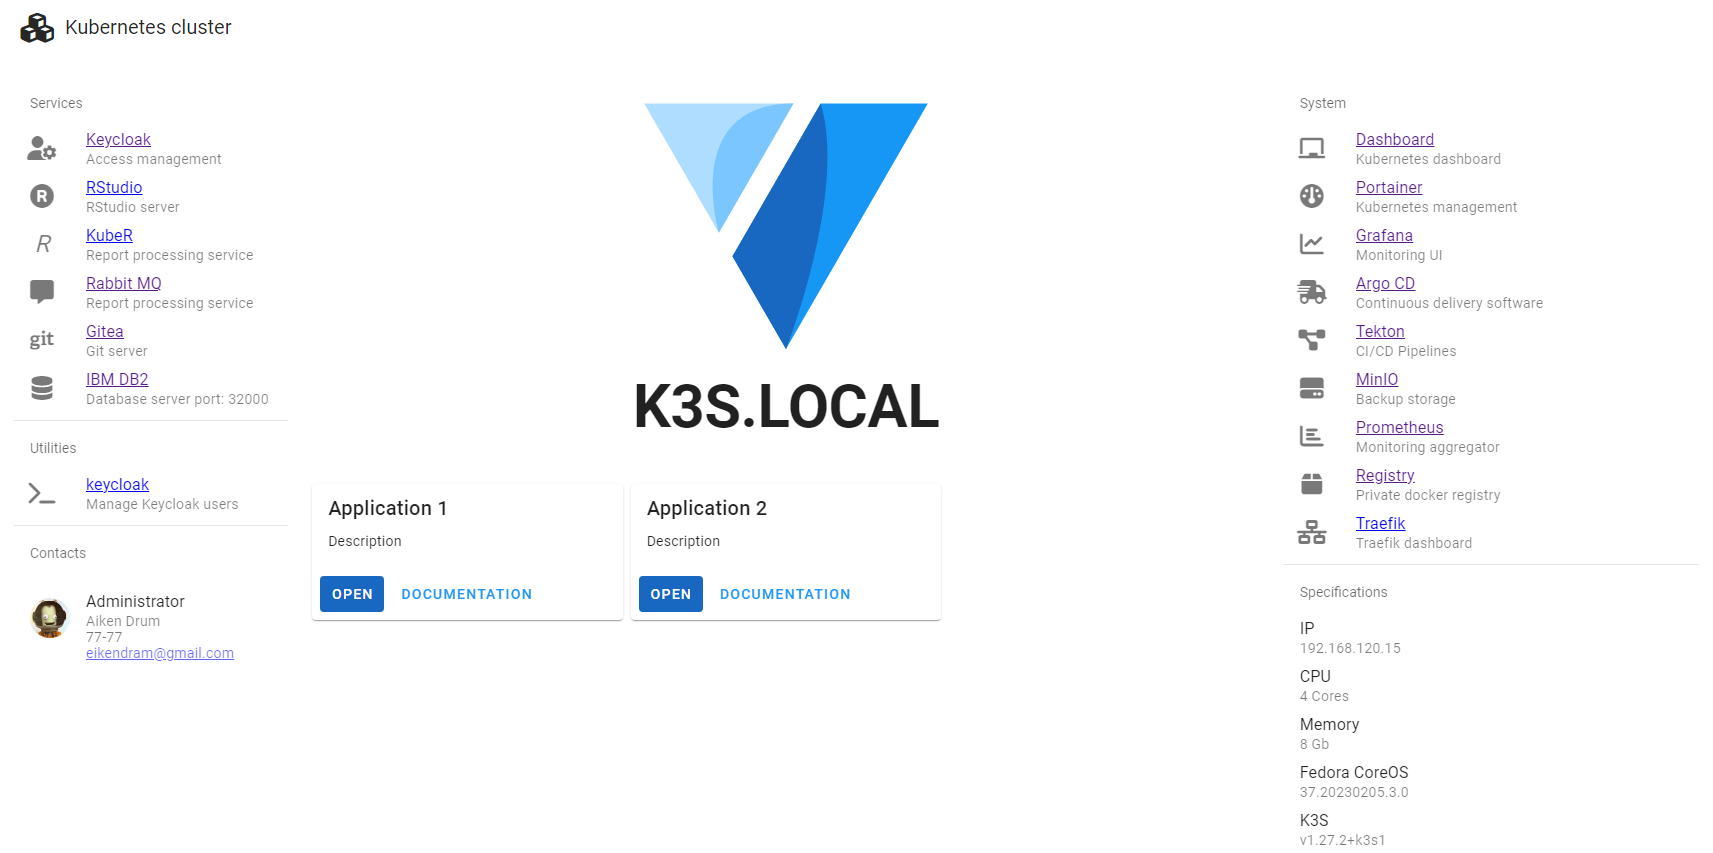 Kubernetes cluster
Services
Keycloak
Access management
R
RStudio
RStudio server
R
KubeR
Report processing service
Rabbit MQ
Report processing service
git
Gitea
Git server
IBM DB2
Database server port: 32000
Utilities
keycloak
Manage Keycloak users
Contacts
Administrator
Aiken Drum
77-77
eikendram@gmail.com
K3S.LOCAL
Application 1
Description
OPEN DOCUMENTATION
Application 2
Description
OPEN DOCUMENTATION
System
Dashboard
Kubernetes dashboard
Portainer
Kubernetes management
Grafana
Monitoring UI
Argo CD
Continuous delivery software
Tekton
CI/CD Pipelines
MinIO
Backup storage
Prometheus
Monitoring aggregator
Registry
Private docker registry
Traefik
Traefik dashboard
Specifications
IP
192.168.120.15
CPU
4 Cores
Memory
8 Gb
Fedora CoreOS
37.20230205.3.0
K3S
v1.27.2+k3s1